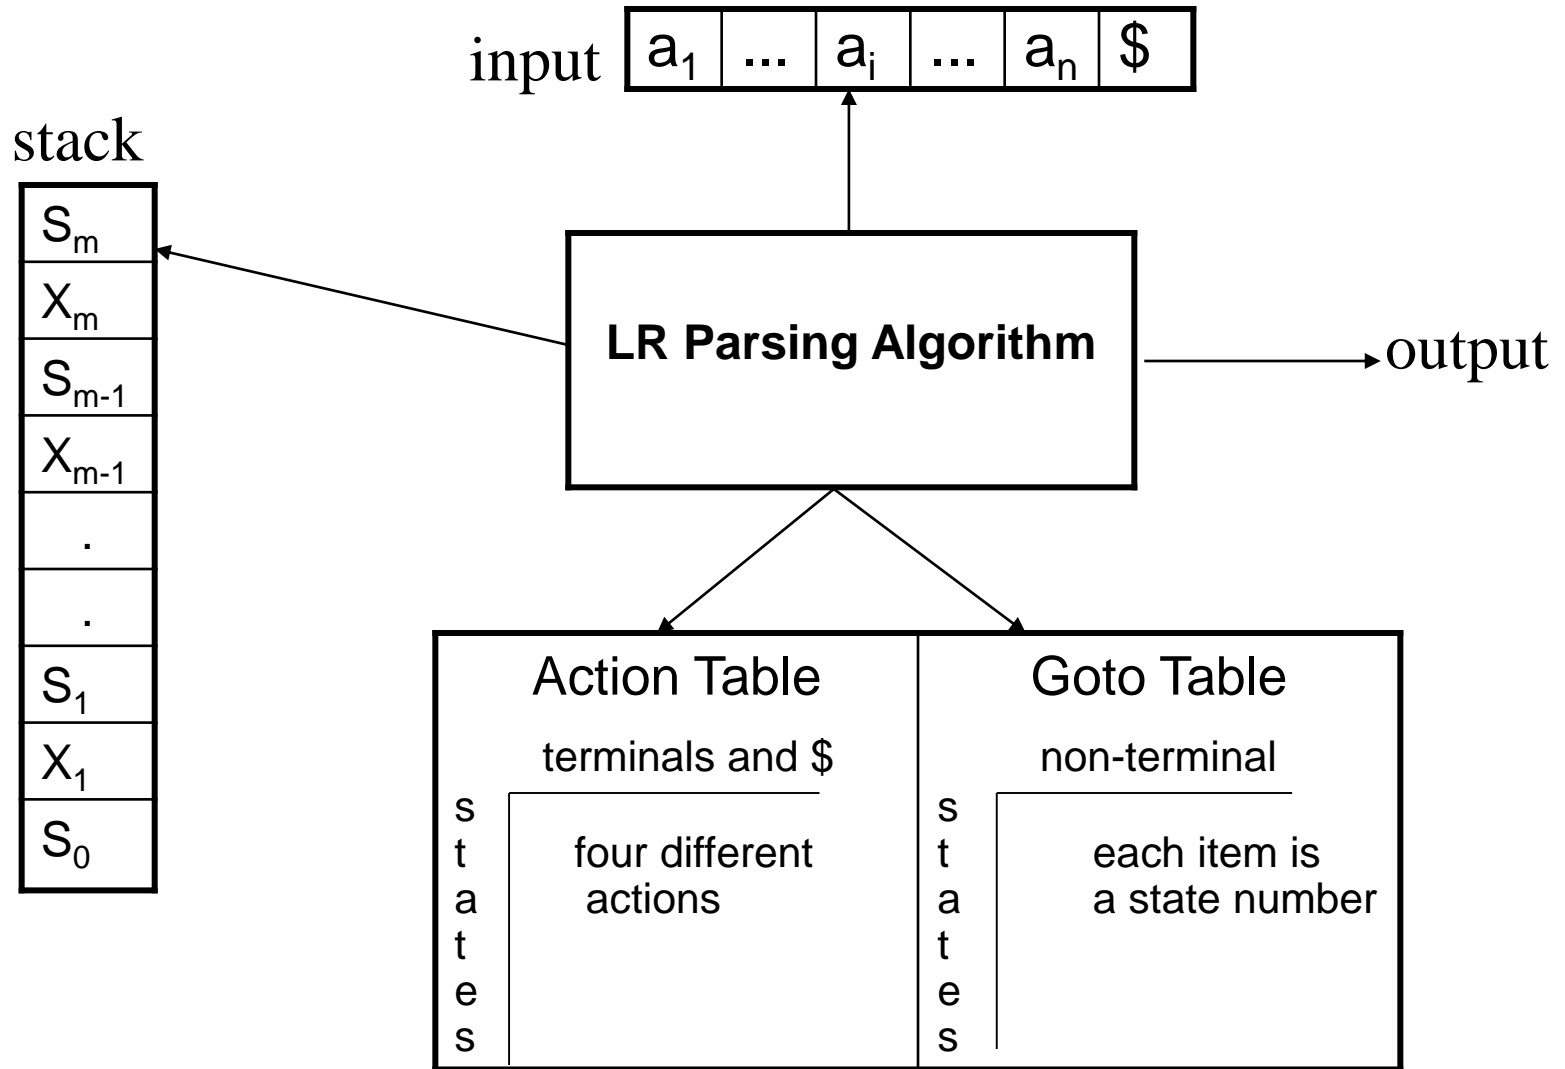 input a₁ ... aᵢ ... aₙ $
stack
Sₘ
Xₘ
Sₘ₋₁
Xₘ₋₁
.
.
S₁
X₁
S₀
LR Parsing Algorithm
output
Action Table
terminals and $
s
t
a
t
e
s
four different
actions
Goto Table
non-terminal
s
t
a
t
e
s
each item is
a state number